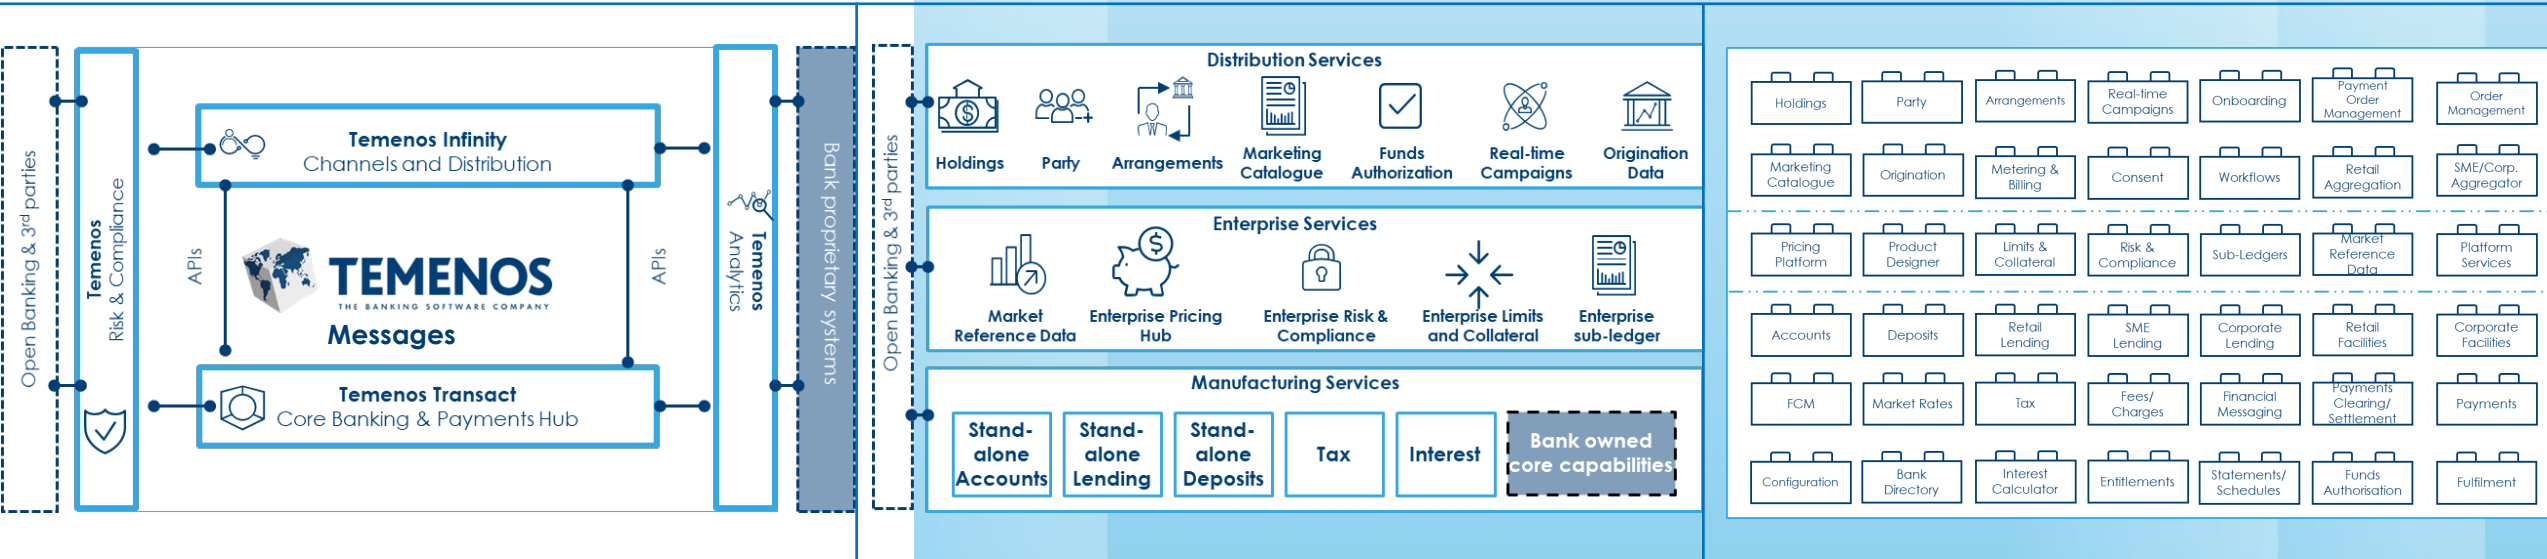 Open Banking & 3rd parties
Temenos
Risk & Compliance
Temenos Infinity
Channels and Distribution
APIs
TEMENOS
THE BANKING SOFTWARE COMPANY
Messages
APIs
Temenos Transact
Core Banking & Payments Hub
Temenos
Analytics
Bank proprietary systems
Open Banking & 3rd parties
Distribution Services
Holdings
Party
Arrangements
Marketing
Catalogue
Funds
Authorization
Real-time
Campaigns
Origination
Data
Enterprise Services
Market
Reference Data
Enterprise Pricing
Hub
Enterprise Risk &
Compliance
Enterprise Limits
and Collateral
Enterprise
sub-ledger
Manufacturing Services
Stand-
alone
Accounts
Stand-
alone
Lending
Stand-
alone
Deposits
Tax
Interest
Bank owned
core capabilities
Holdings
Party
Arrangements
Real-time
Campaigns
Onboarding
Payment
Order
Management
Order
Management
Marketing
Catalogue
Origination
Metering &
Billing
Consent
Workflows
Retail
Aggregation
SME/Corp.
Aggregator
Pricing
Platform
Product
Designer
Limits &
Collateral
Risk &
Compliance
Sub-Ledgers
Market
Reference
Data
Platform
Services
Accounts
Deposits
Retail
Lending
SME
Lending
Corporate
Lending
Retail
Facilities
Corporate
Facilities
FCM
Market Rates
Tax
Fees/
Charges
Financial
Messaging
Payments
Clearing/
Settlement
Payments
Configuration
Bank
Directory
Interest
Calculator
Entitlements
Statements/
Schedules
Funds
Authorisation
Fulfilment